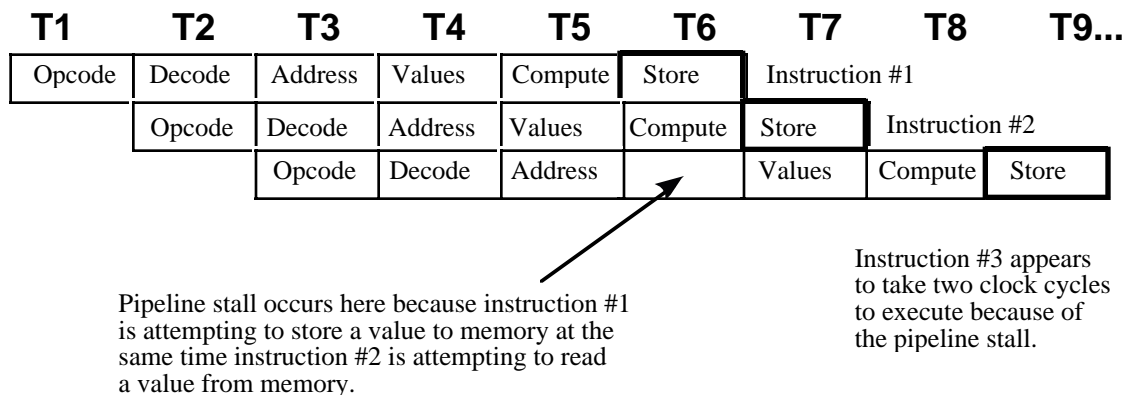 T1 T2 T3 T4 T5 T6 T7 T8 T9...
Opcode Decode Address Values Compute Store Instruction #1
Opcode Decode Address Values Compute Store Instruction #2
Opcode Decode Address Values Compute Store
Pipeline stall occurs here because instruction #1
is attempting to store a value to memory at the
same time instruction #2 is attempting to read
a value from memory.
Instruction #3 appears
to take two clock cycles
to execute because of
the pipeline stall.